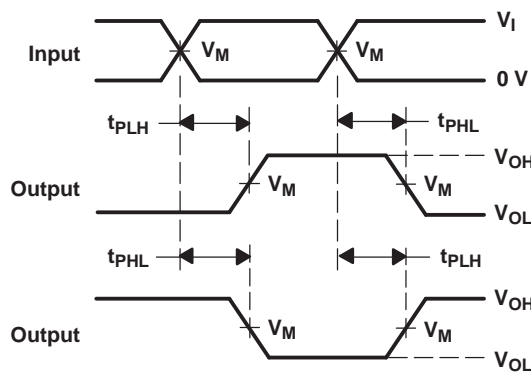 V_I
Input V_M V_M
0 V
t_PLH t_PHL
V_OH
Output V_M V_M
V_OL
t_PHL t_PLH
V_OH
Output V_M V_M
V_OL